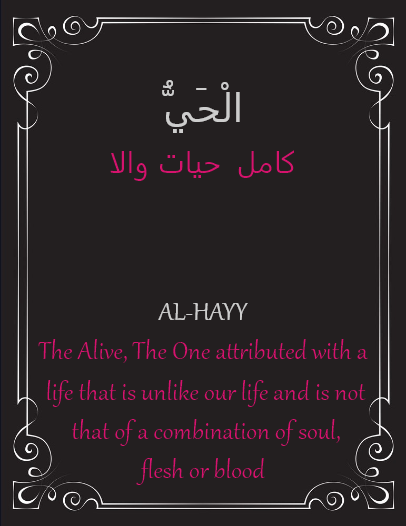 الْحَيُّ
کامل حیات والا
AL-HAYY
The Alive, The One attributed with a
life that is unlike our life and is not
that of a combination of soul,
flesh or blood